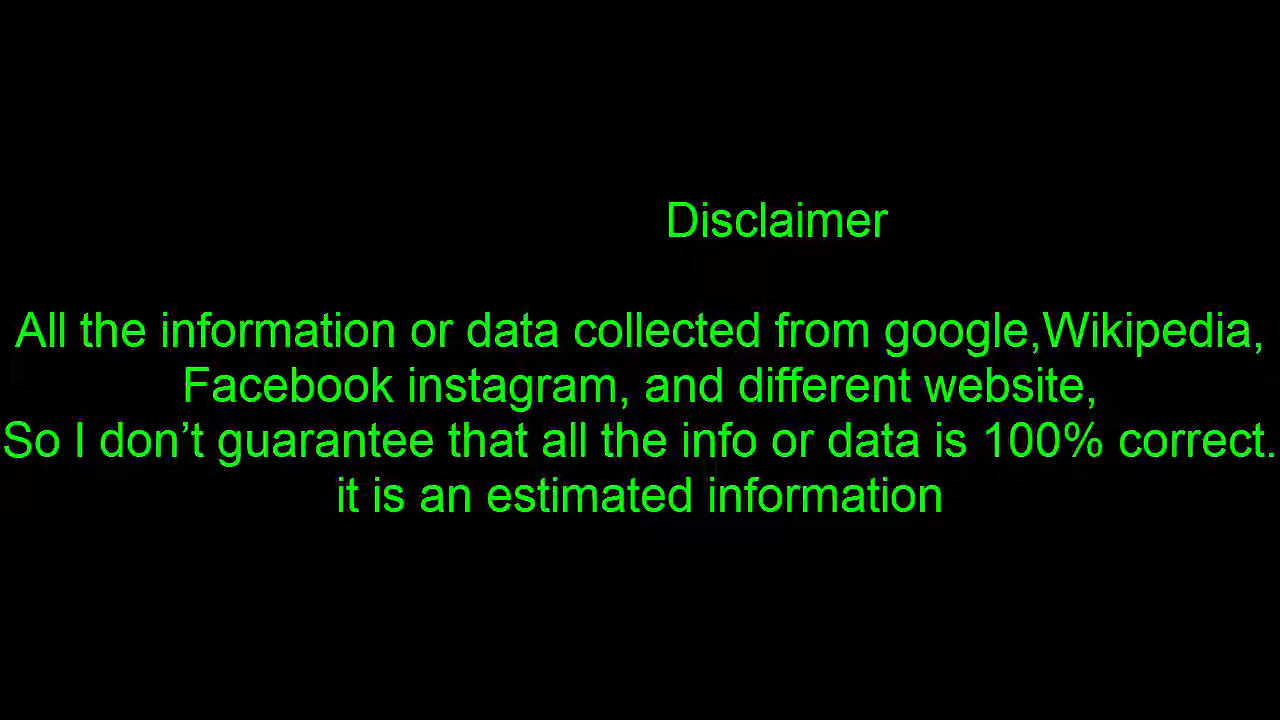 Disclaimer
All the information or data collected from google,Wikipedia,
Facebook instagram, and different website,
So I don’t guarantee that all the info or data is 100% correct.
it is an estimated information